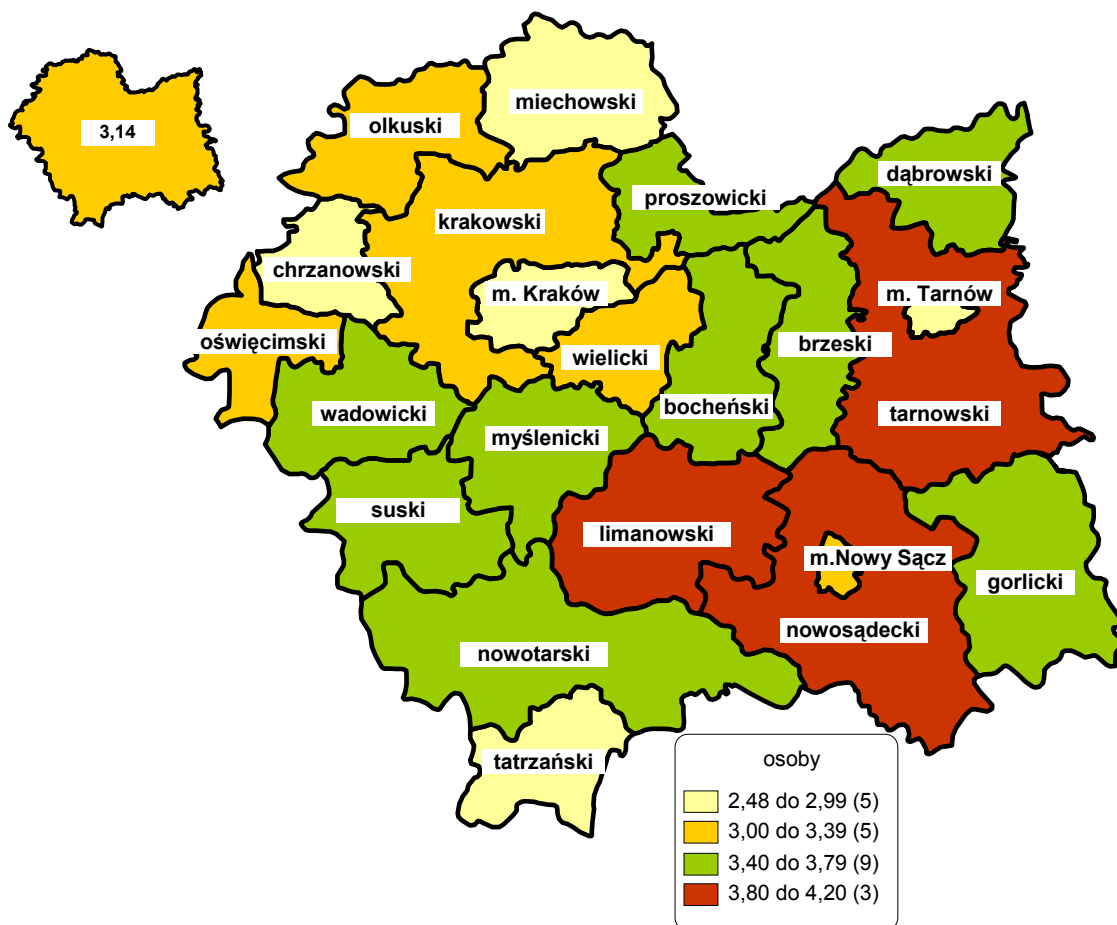 miechowski
olkuski
3,14
dąbrowski
proszowicki
krakowski
chrzanowski
m. Kraków
m. Tarnów
oświęcimski
brzeski
wielicki
wadowicki
bocheński
tarnowski
myślenicki
suski
limanowski
m.Nowy Sącz
gorlicki
nowosądecki
nowotarski
tatrzański
osoby
2,48 do 2,99 (5)
3,00 do 3,39 (5)
3,40 do 3,79 (9)
3,80 do 4,20 (3)